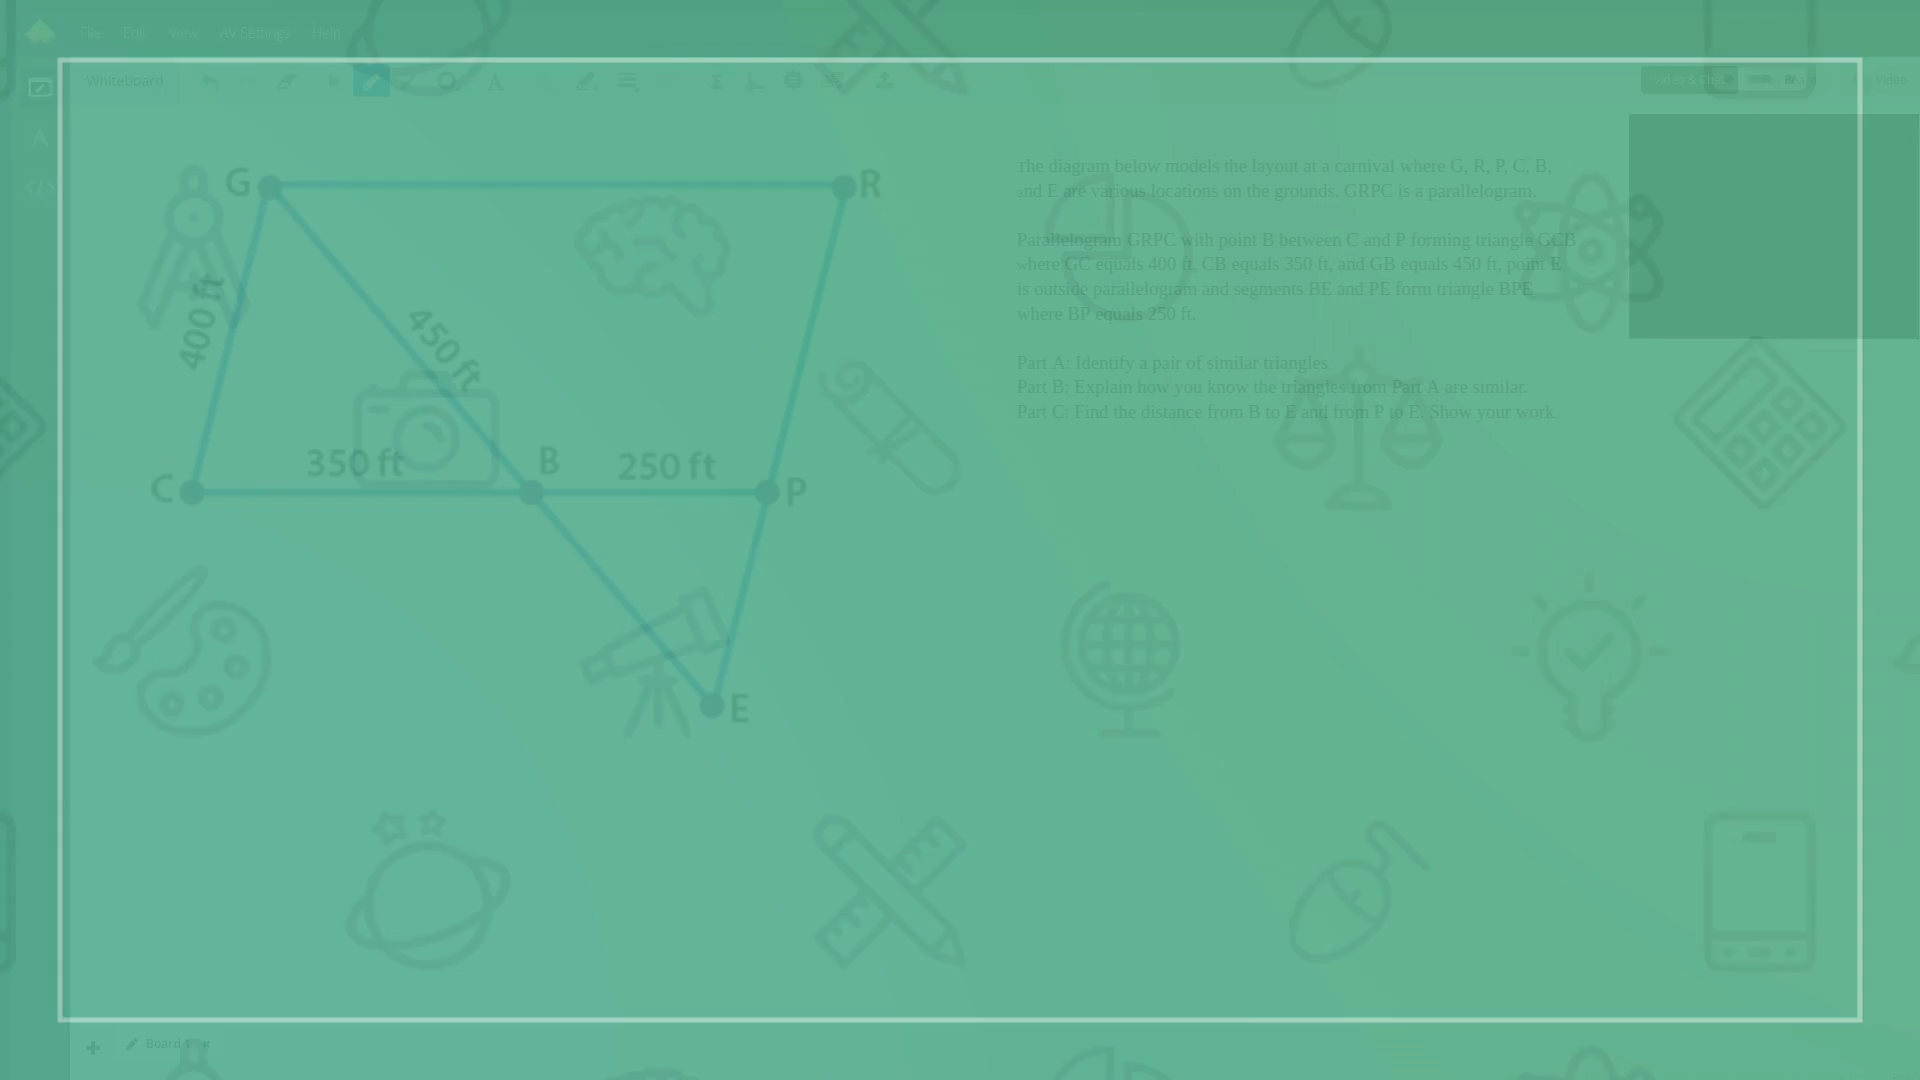 File Edit View AV Settings Help
Whiteboard
Video & Chat
Video
G
R
The diagram below models the layout at a carnival where G, R, P, C, B,
and E are various locations on the grounds. GRPC is a parallelogram.
Parallelogram GRPC with point B between C and P forming triangle GCB
where GC equals 400 ft, CB equals 350 ft, and GB equals 450 ft, point E
is outside parallelogram and segments BE and PE form triangle BPE
where BP equals 250 ft.
Part A: Identify a pair of similar triangles
Part B: Explain how you know the triangles from Part A are similar.
Part C: Find the distance from B to E and from P to E. Show your work.
400 ft
450 ft
350 ft
B
250 ft
C
P
E
Board 1